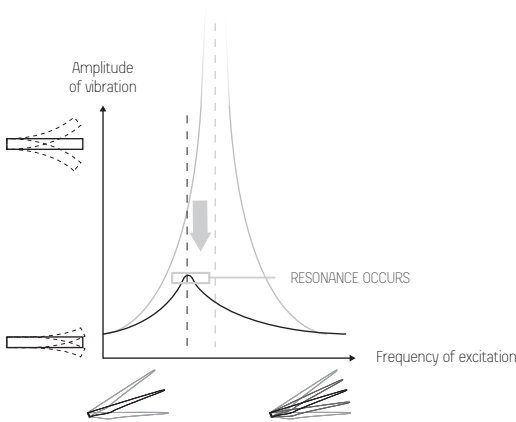 Amplitude
of vibration
RESONANCE OCCURS
Frequency of excitation